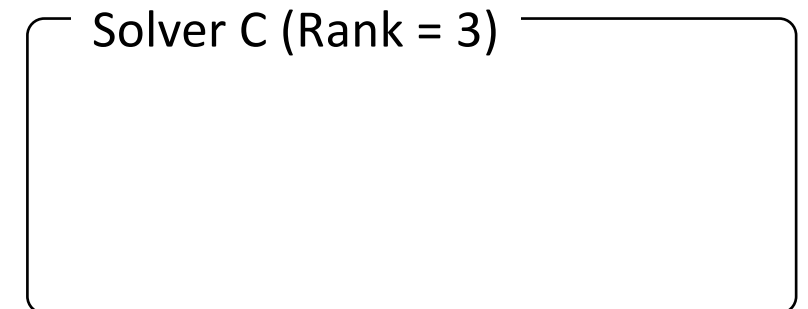 Solver C (Rank = 3)